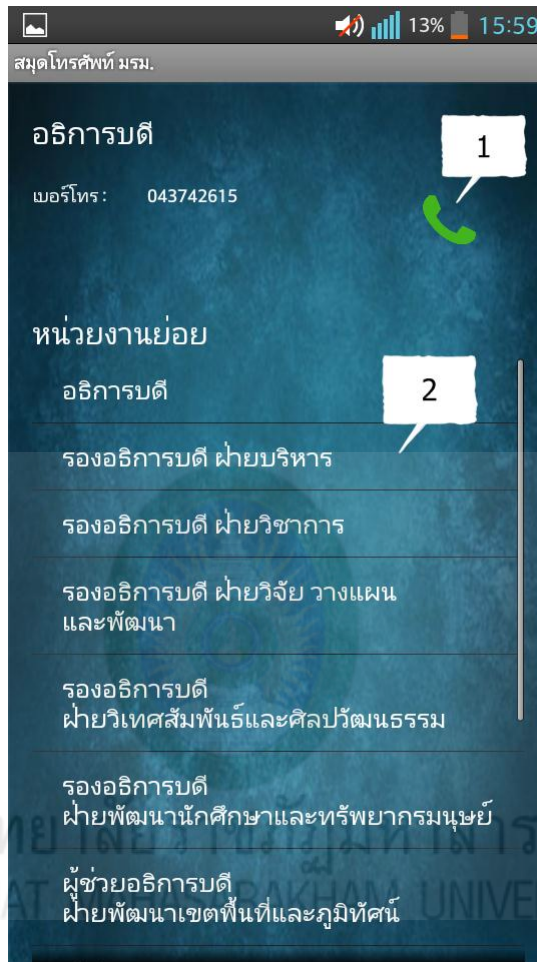 13% 15:59
สมุดโทรศัพท์ มรม.
อธิการบดี
1
เบอร์โทร : 043742615
หน่วยงานย่อย
อธิการบดี
2
รองอธิการบดี ฝ่ายบริหาร
รองอธิการบดี ฝ่ายวิชาการ
รองอธิการบดี ฝ่ายวิจัย วางแผน
และพัฒนา
รองอธิการบดี
ฝ่ายวิเทศสัมพันธ์และศิลปวัฒนธรรม
รองอธิการบดี
ฝ่ายพัฒนานักศึกษาและทรัพยากรมนุษย์
ผู้ช่วยอธิการบดี
ฝ่ายพัฒนาเขตพื้นที่และภูมิทัศน์